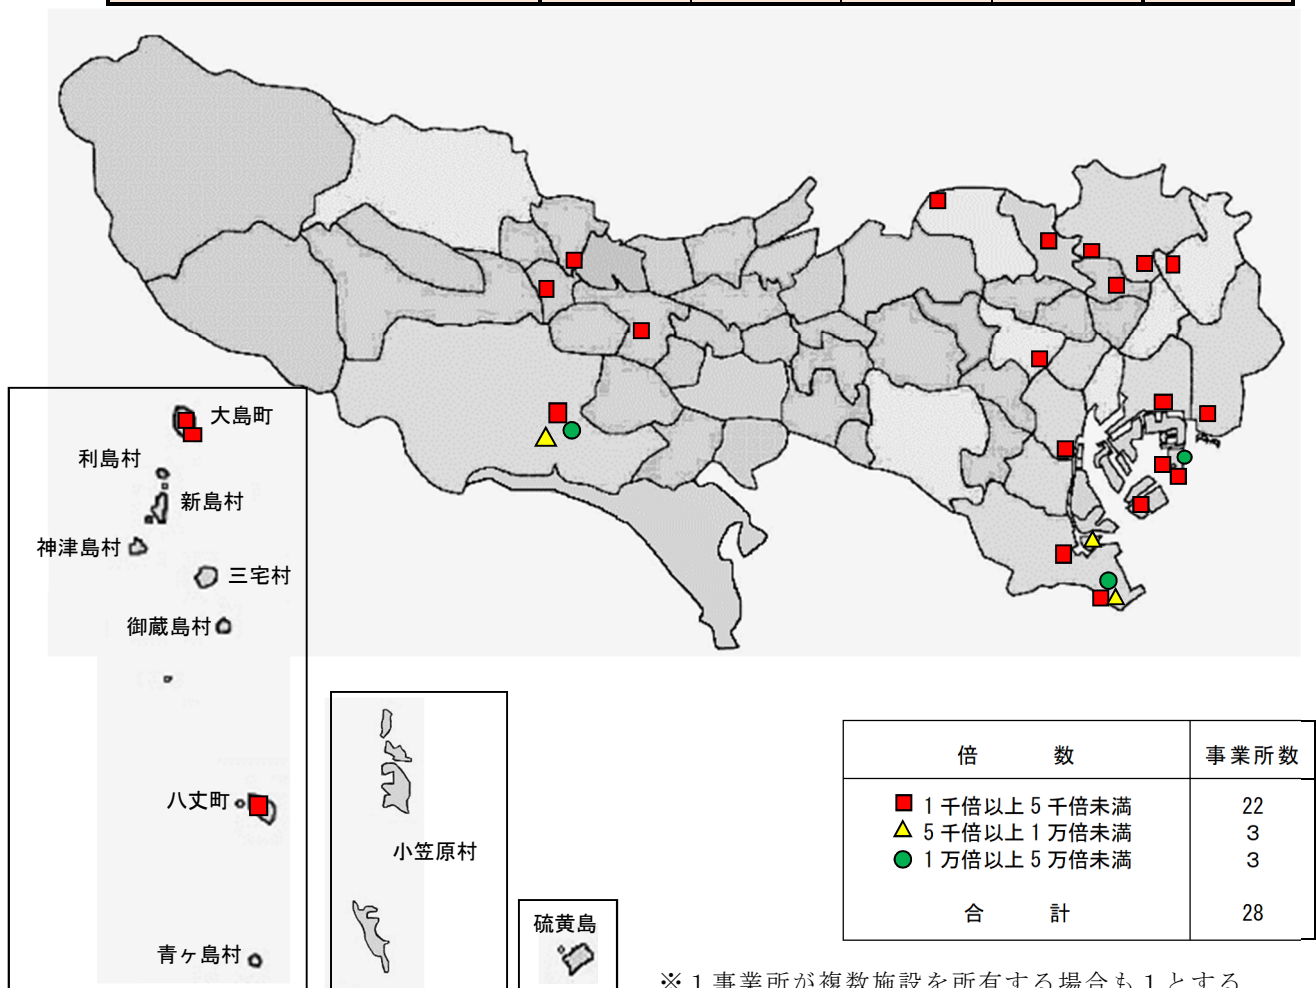 大島町
利島村
新島村
神津島村
三宅村
御蔵島村
八丈町
青ヶ島村
小笠原村
硫黄島
倍　数　事業所数
1千倍以上5千倍未満　22
5千倍以上1万倍未満　3
1万倍以上5万倍未満　3
合　計　28
※１事業所が複数施設を所有する場合も１とする